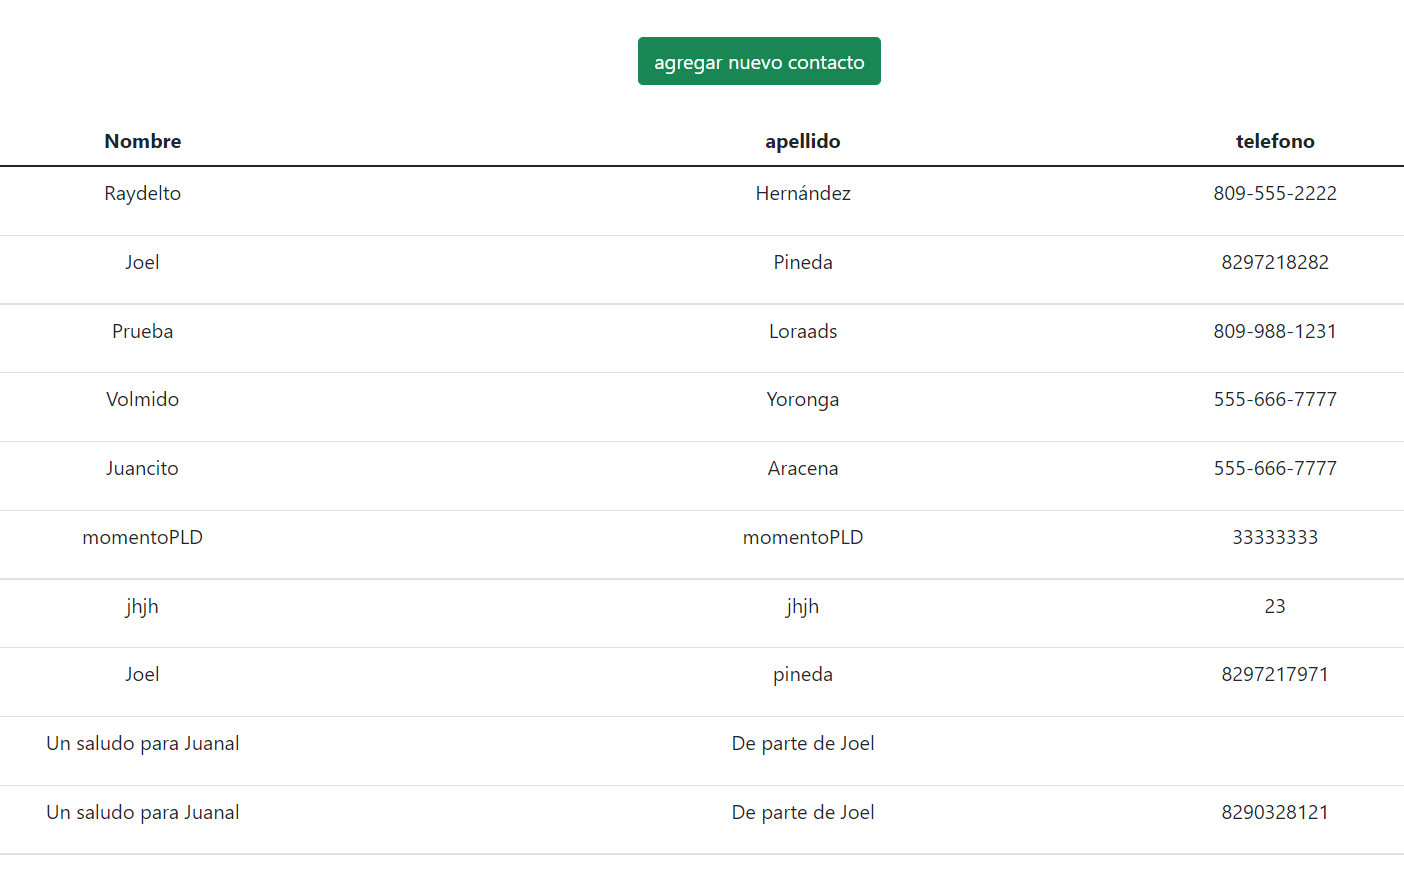 agregar nuevo contacto
Nombre apellido telefono
Raydelto Hernández 809-555-2222
Joel Pineda 8297218282
Prueba Loraads 809-988-1231
Volmido Yoronga 555-666-7777
Juancito Aracena 555-666-7777
momentoPLD momentoPLD 33333333
jhjh jhjh 23
Joel pineda 8297217971
Un saludo para Juanal De parte de Joel
Un saludo para Juanal De parte de Joel 8290328121